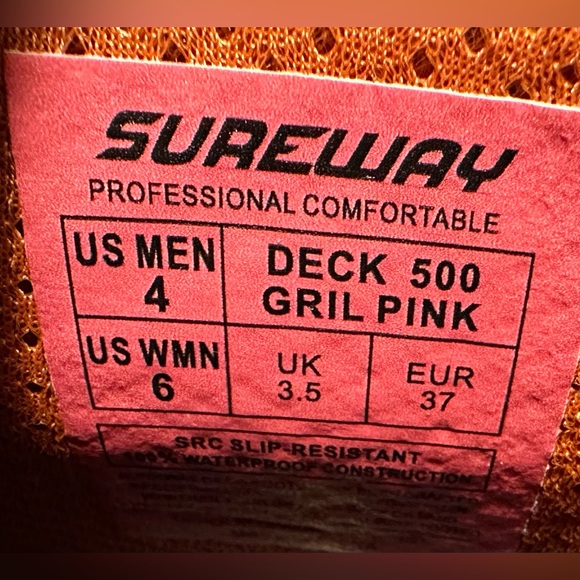 SUREWAY
PROFESSIONAL COMFORTABLE
US MEN
4
DECK 500
GRIL PINK
US WMN
6
UK
3.5
EUR
37
SRC SLIP-RESISTANT
100% WATERPROOF CONSTRUCTION